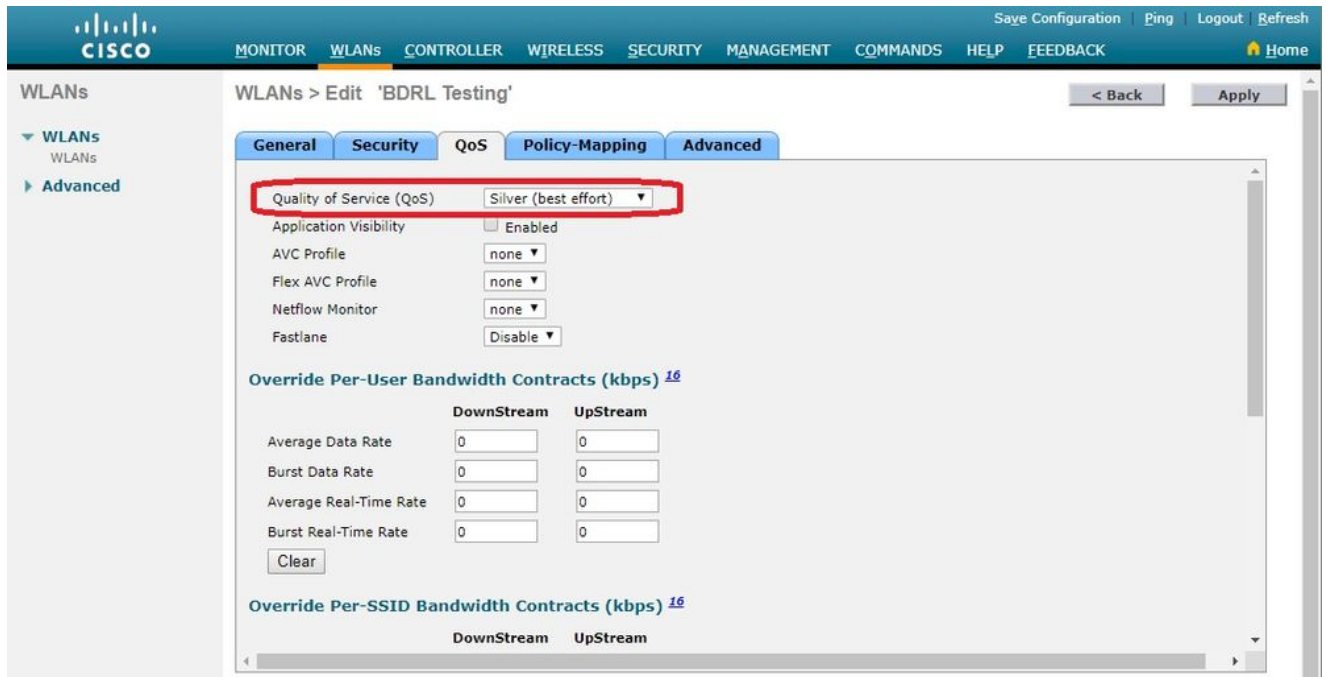 Save Configuration | Ping | Logout | Refresh
CISCO MONITOR WLANs CONTROLLER WIRELESS SECURITY MANAGEMENT COMMANDS HELP FEEDBACK Home
WLANs
WLANs
WLANs
Advanced
WLANs > Edit 'BDRL Testing'
< Back Apply
General Security QoS Policy-Mapping Advanced
Quality of Service (QoS) Silver (best effort)
Application Visibility Enabled
AVC Profile none
Flex AVC Profile none
Netflow Monitor none
Fastlane Disable
Override Per-User Bandwidth Contracts (kbps) 16
DownStream UpStream
Average Data Rate 0 0
Burst Data Rate 0 0
Average Real-Time Rate 0 0
Burst Real-Time Rate 0 0
Clear
Override Per-SSID Bandwidth Contracts (kbps) 16
DownStream UpStream